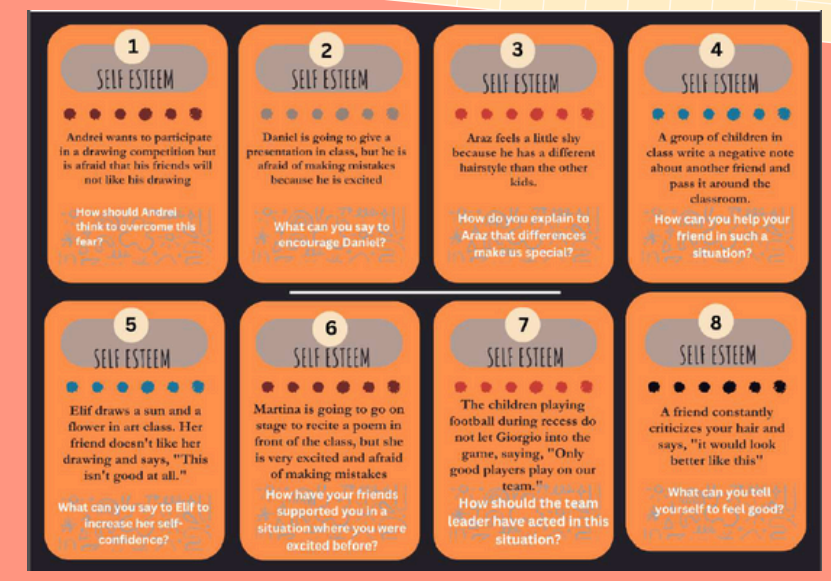 1
SELF ESTEEM
Andrei wants to participate
in a drawing competition but
is afraid that his friends will
not like his drawing
How should Andrei
think to overcome this
fear?
2
SELF ESTEEM
Daniel is going to give a
presentation in class, but he is
afraid of making mistakes
because he is excited
What can you say to
encourage Daniel?
3
SELF ESTEEM
Araz feels a little shy
because he has a different
hairstyle than the other
kids.
How do you explain to
Araz that differences
make us special?
4
SELF ESTEEM
A group of children in
class write a negative note
about another friend and
pass it around the
classroom.
How can you help your
friend in such a
situation?
5
SELF ESTEEM
Elif draws a sun and a
flower in art class. Her
friend doesn't like her
drawing and says, "This
isn't good at all."
What can you say to Elif to
increase her self-
confidence?
6
SELF ESTEEM
Martina is going to go on
stage to recite a poem in
front of the class, but she
is very excited and afraid
of making mistakes
How have your friends
supported you in a
situation where you were
excited before?
7
SELF ESTEEM
The children playing
football during recess do
not let Giorgio into the
game, saying, "Only
good players play on our
team."
How should the team
leader have acted in this
situation?
8
SELF ESTEEM
A friend constantly
criticizes your hair and
says, "it would look
better like this"
What can you tell
yourself to feel good?